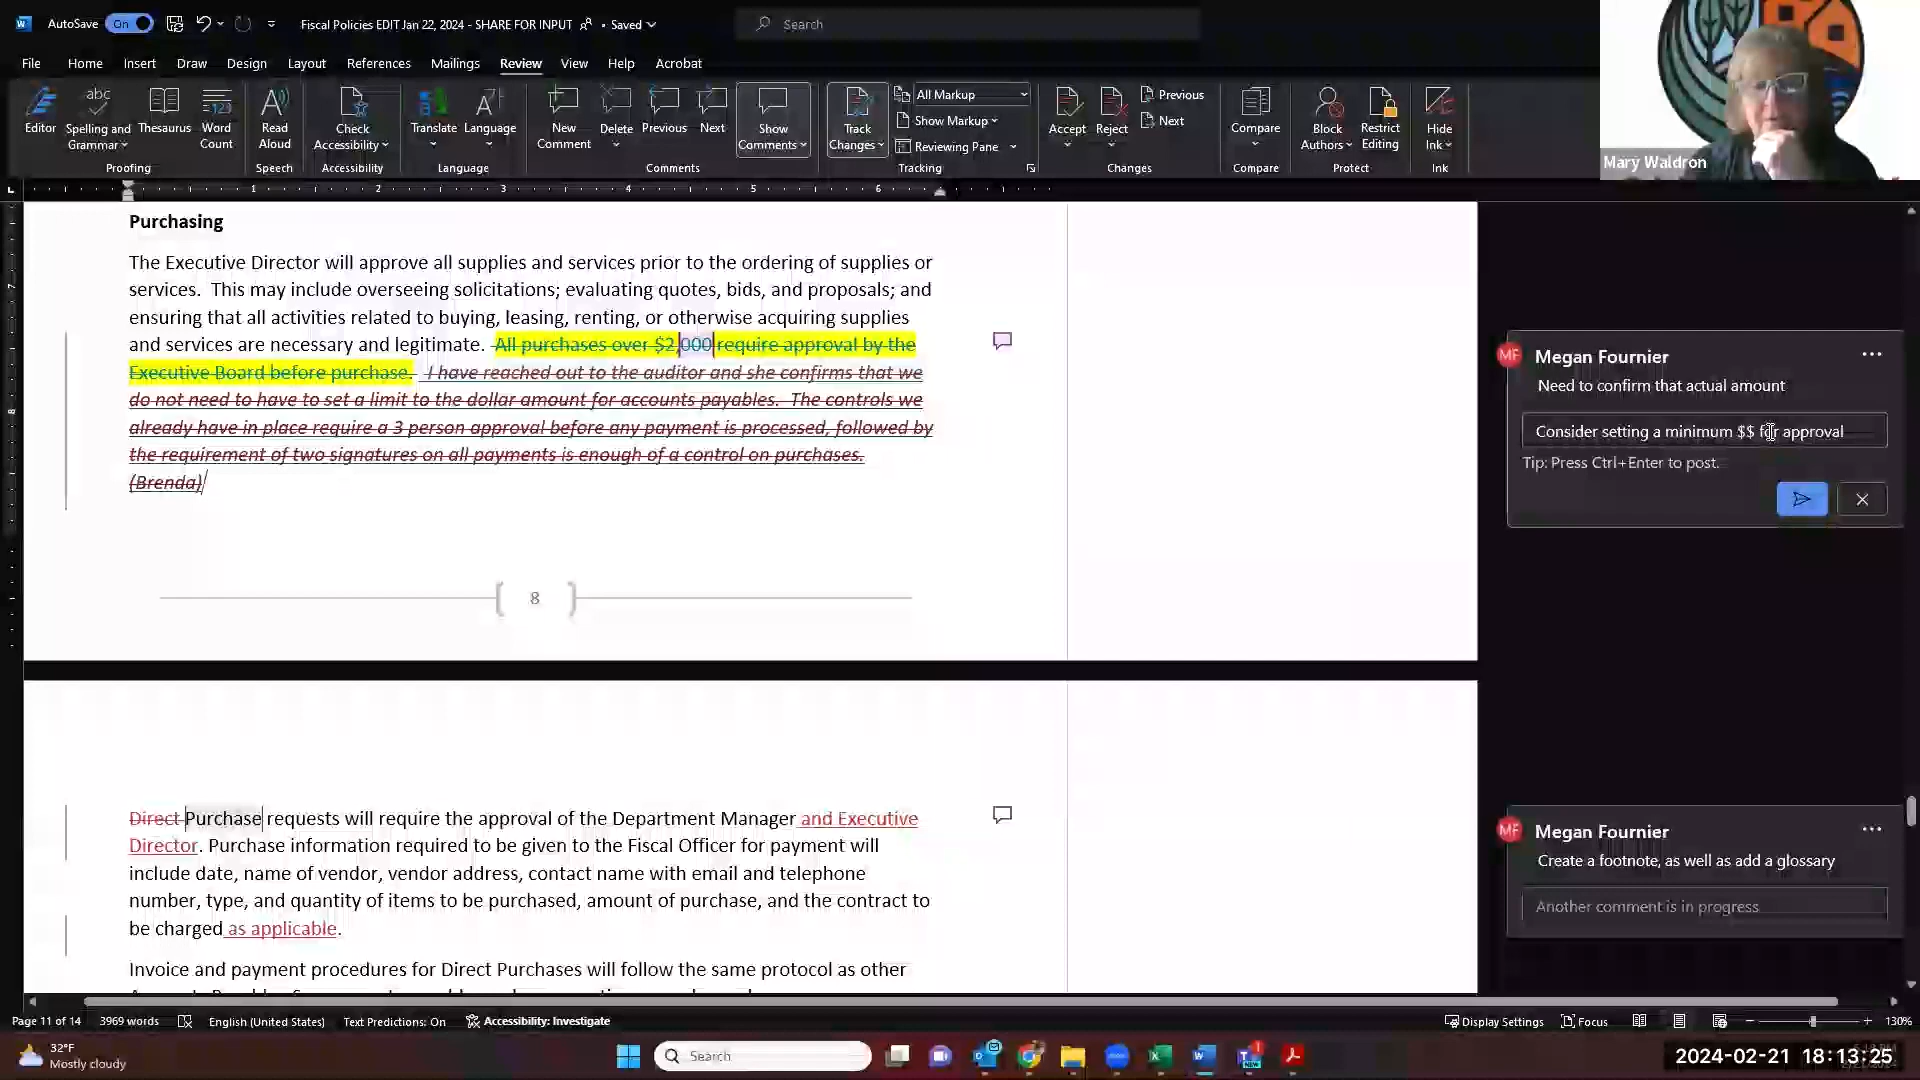 AutoSave On Fiscal Policies EDIT Jan 22, 2024 - SHARE FOR INPUT • Saved Search
File Home Insert Draw Design Layout References Mailings Review View Help Acrobat
Editor
abc
Spelling and
Grammar
Thesaurus
123
Word
Count
Proofing
Read
Aloud
Speech
Check
Accessibility
Accessibility
Translate
Language
Language
New
Comment
Delete
Previous
Next
Show
Comments
Comments
Track
Changes
All Markup
Show Markup
Reviewing Pane
Tracking
Accept
Reject
Previous
Next
Changes
Compare
Compare
Block
Authors
Restrict
Editing
Protect
Hide
Ink
Ink
Mary Waldron
1 2 3 4 5 6
Purchasing
The Executive Director will approve all supplies and services prior to the ordering of supplies or
services.  This may include overseeing solicitations; evaluating quotes, bids, and proposals; and
ensuring that all activities related to buying, leasing, renting, or otherwise acquiring supplies
and services are necessary and legitimate.  All purchases over $2,000 require approval by the
Executive Board before purchase.  I have reached out to the auditor and she confirms that we
do not need to have to set a limit to the dollar amount for accounts payables.  The controls we
already have in place require a 3 person approval before any payment is processed, followed by
the requirement of two signatures on all payments is enough of a control on purchases.
(Brenda)
8
Direct Purchase requests will require the approval of the Department Manager and Executive
Director. Purchase information required to be given to the Fiscal Officer for payment will
include date, name of vendor, vendor address, contact name with email and telephone
number, type, and quantity of items to be purchased, amount of purchase, and the contract to
be charged as applicable.
Invoice and payment procedures for Direct Purchases will follow the same protocol as other
MF Megan Fournier
Need to confirm that actual amount
Consider setting a minimum $$ for approval
Tip: Press Ctrl+Enter to post.
MF Megan Fournier
Create a footnote, as well as add a glossary
Another comment is in progress
Page 11 of 14 3969 words English (United States) Text Predictions: On Accessibility: Investigate Display Settings Focus 130%
32°F
Mostly cloudy
Search
2024-02-21 18:13:25